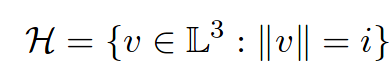 ℋ = {v ∈ 𝕃³ : ‖v‖ = i}